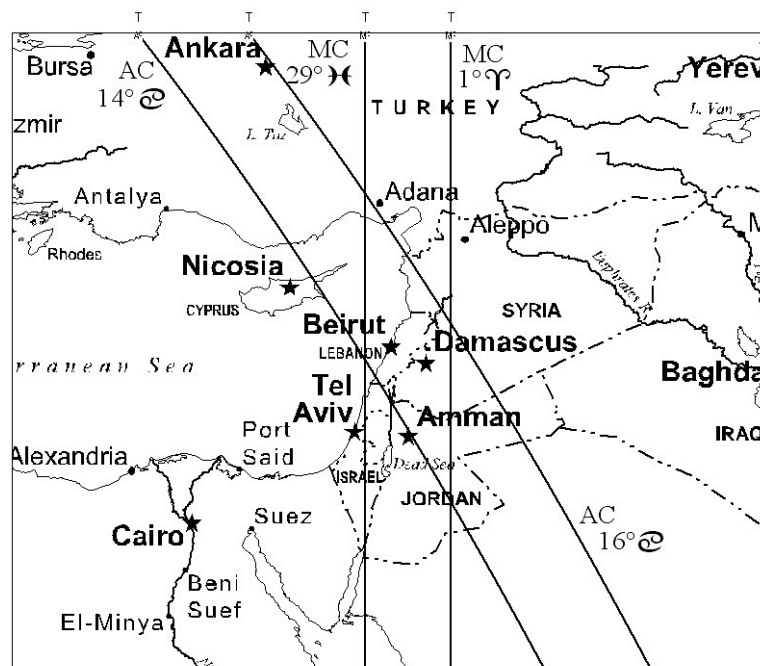 T T T T
Ankara
MC
29°♓
MC
1°♈
AC
14°♋
Bursa
Yerev
L. Van
TURKEY
zmir
L. Tuz
Antalya
Adana
Aleppo
Rhodes
Nicosia
CYPRUS
Euphrates R.
SYRIA
Beirut
LEBANON
Damascus
rranean Sea
Baghda
Tel
Aviv
Amman
Port
Said
IRAQ
Alexandria
Dead Sea
ISRAEL
JORDAN
Suez
AC
16°♋
Cairo
Beni
Suef
El-Minya
M